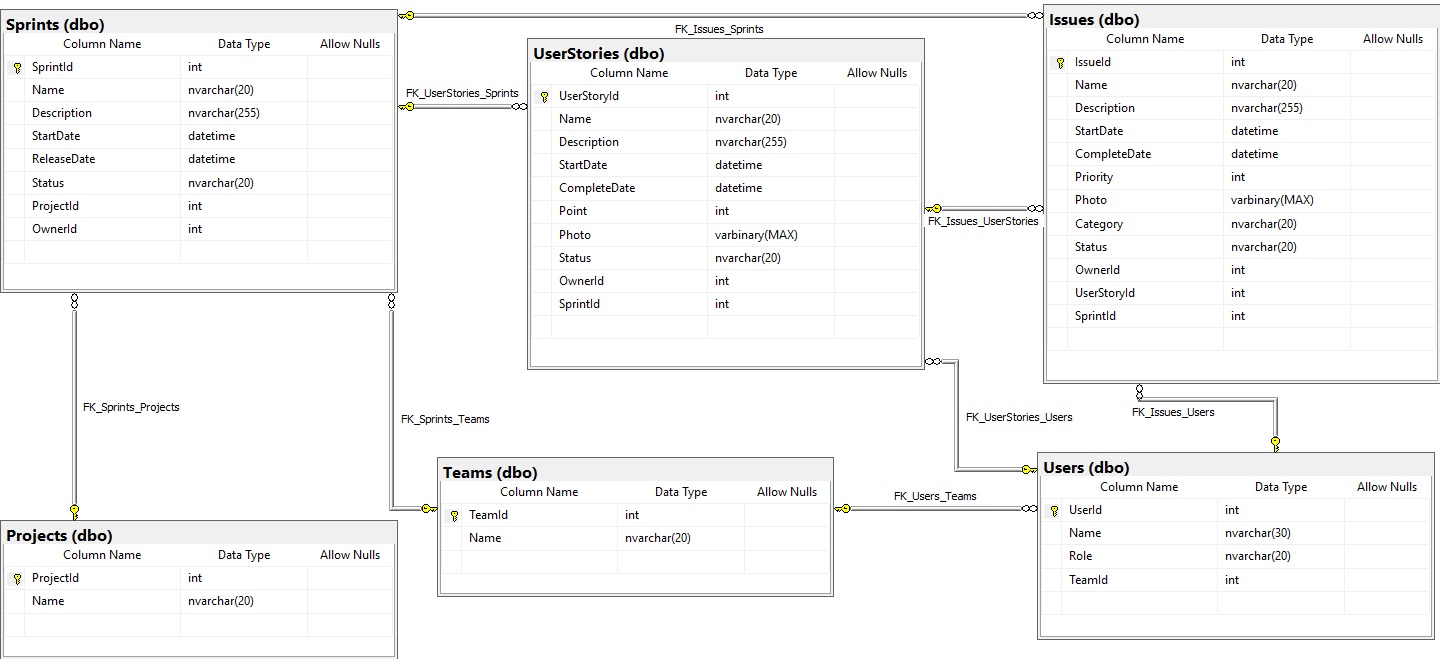 Sprints (dbo)
Column Name Data Type Allow Nulls
SprintId int
Name nvarchar(20)
Description nvarchar(255)
StartDate datetime
ReleaseDate datetime
Status nvarchar(20)
ProjectId int
OwnerId int
FK_Issues_Sprints
FK_UserStories_Sprints
UserStories (dbo)
Column Name Data Type Allow Nulls
UserStoryId int
Name nvarchar(20)
Description nvarchar(255)
StartDate datetime
CompleteDate datetime
Point int
Photo varbinary(MAX)
Status nvarchar(20)
OwnerId int
SprintId int
FK_Issues_UserStories
Issues (dbo)
Column Name Data Type Allow Nulls
IssueId int
Name nvarchar(20)
Description nvarchar(255)
StartDate datetime
CompleteDate datetime
Priority int
Photo varbinary(MAX)
Category nvarchar(20)
Status nvarchar(20)
OwnerId int
UserStoryId int
SprintId int
FK_Sprints_Projects
FK_Sprints_Teams
FK_UserStories_Users
FK_Issues_Users
Projects (dbo)
Column Name Data Type Allow Nulls
ProjectId int
Name nvarchar(20)
Teams (dbo)
Column Name Data Type Allow Nulls
TeamId int
Name nvarchar(20)
FK_Users_Teams
Users (dbo)
Column Name Data Type Allow Nulls
UserId int
Name nvarchar(30)
Role nvarchar(20)
TeamId int